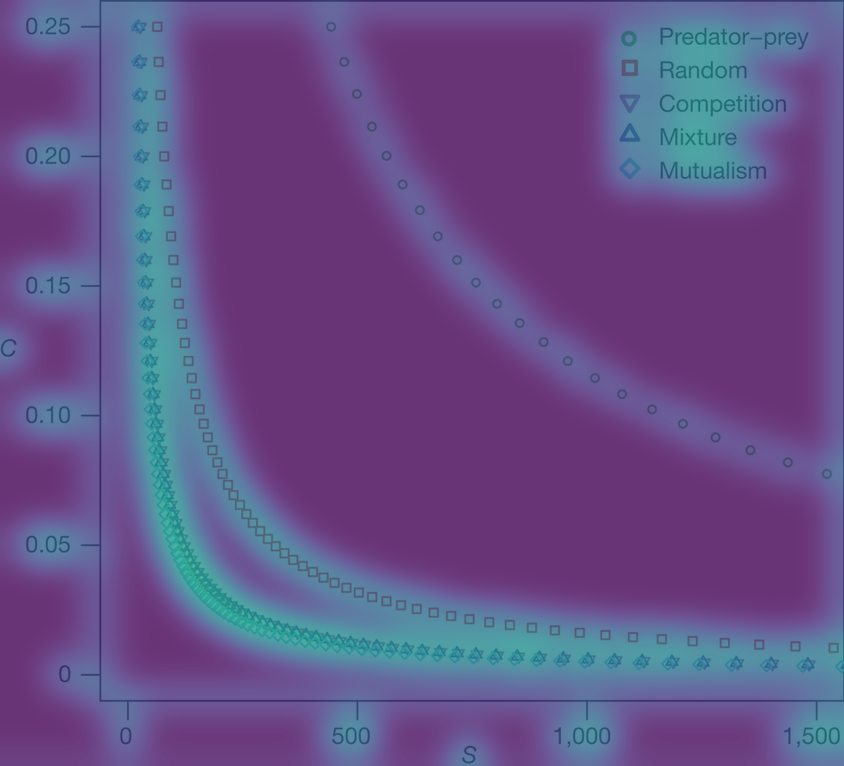 0.25
Predator–prey
Random
Competition
Mixture
0.20
Mutualism
0.15
C
0.10
0.05
0
0
500
1,000
1,500
S